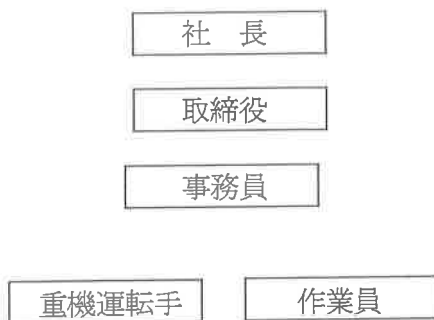 社　長
取締役
事務員
重機運転手　作業員